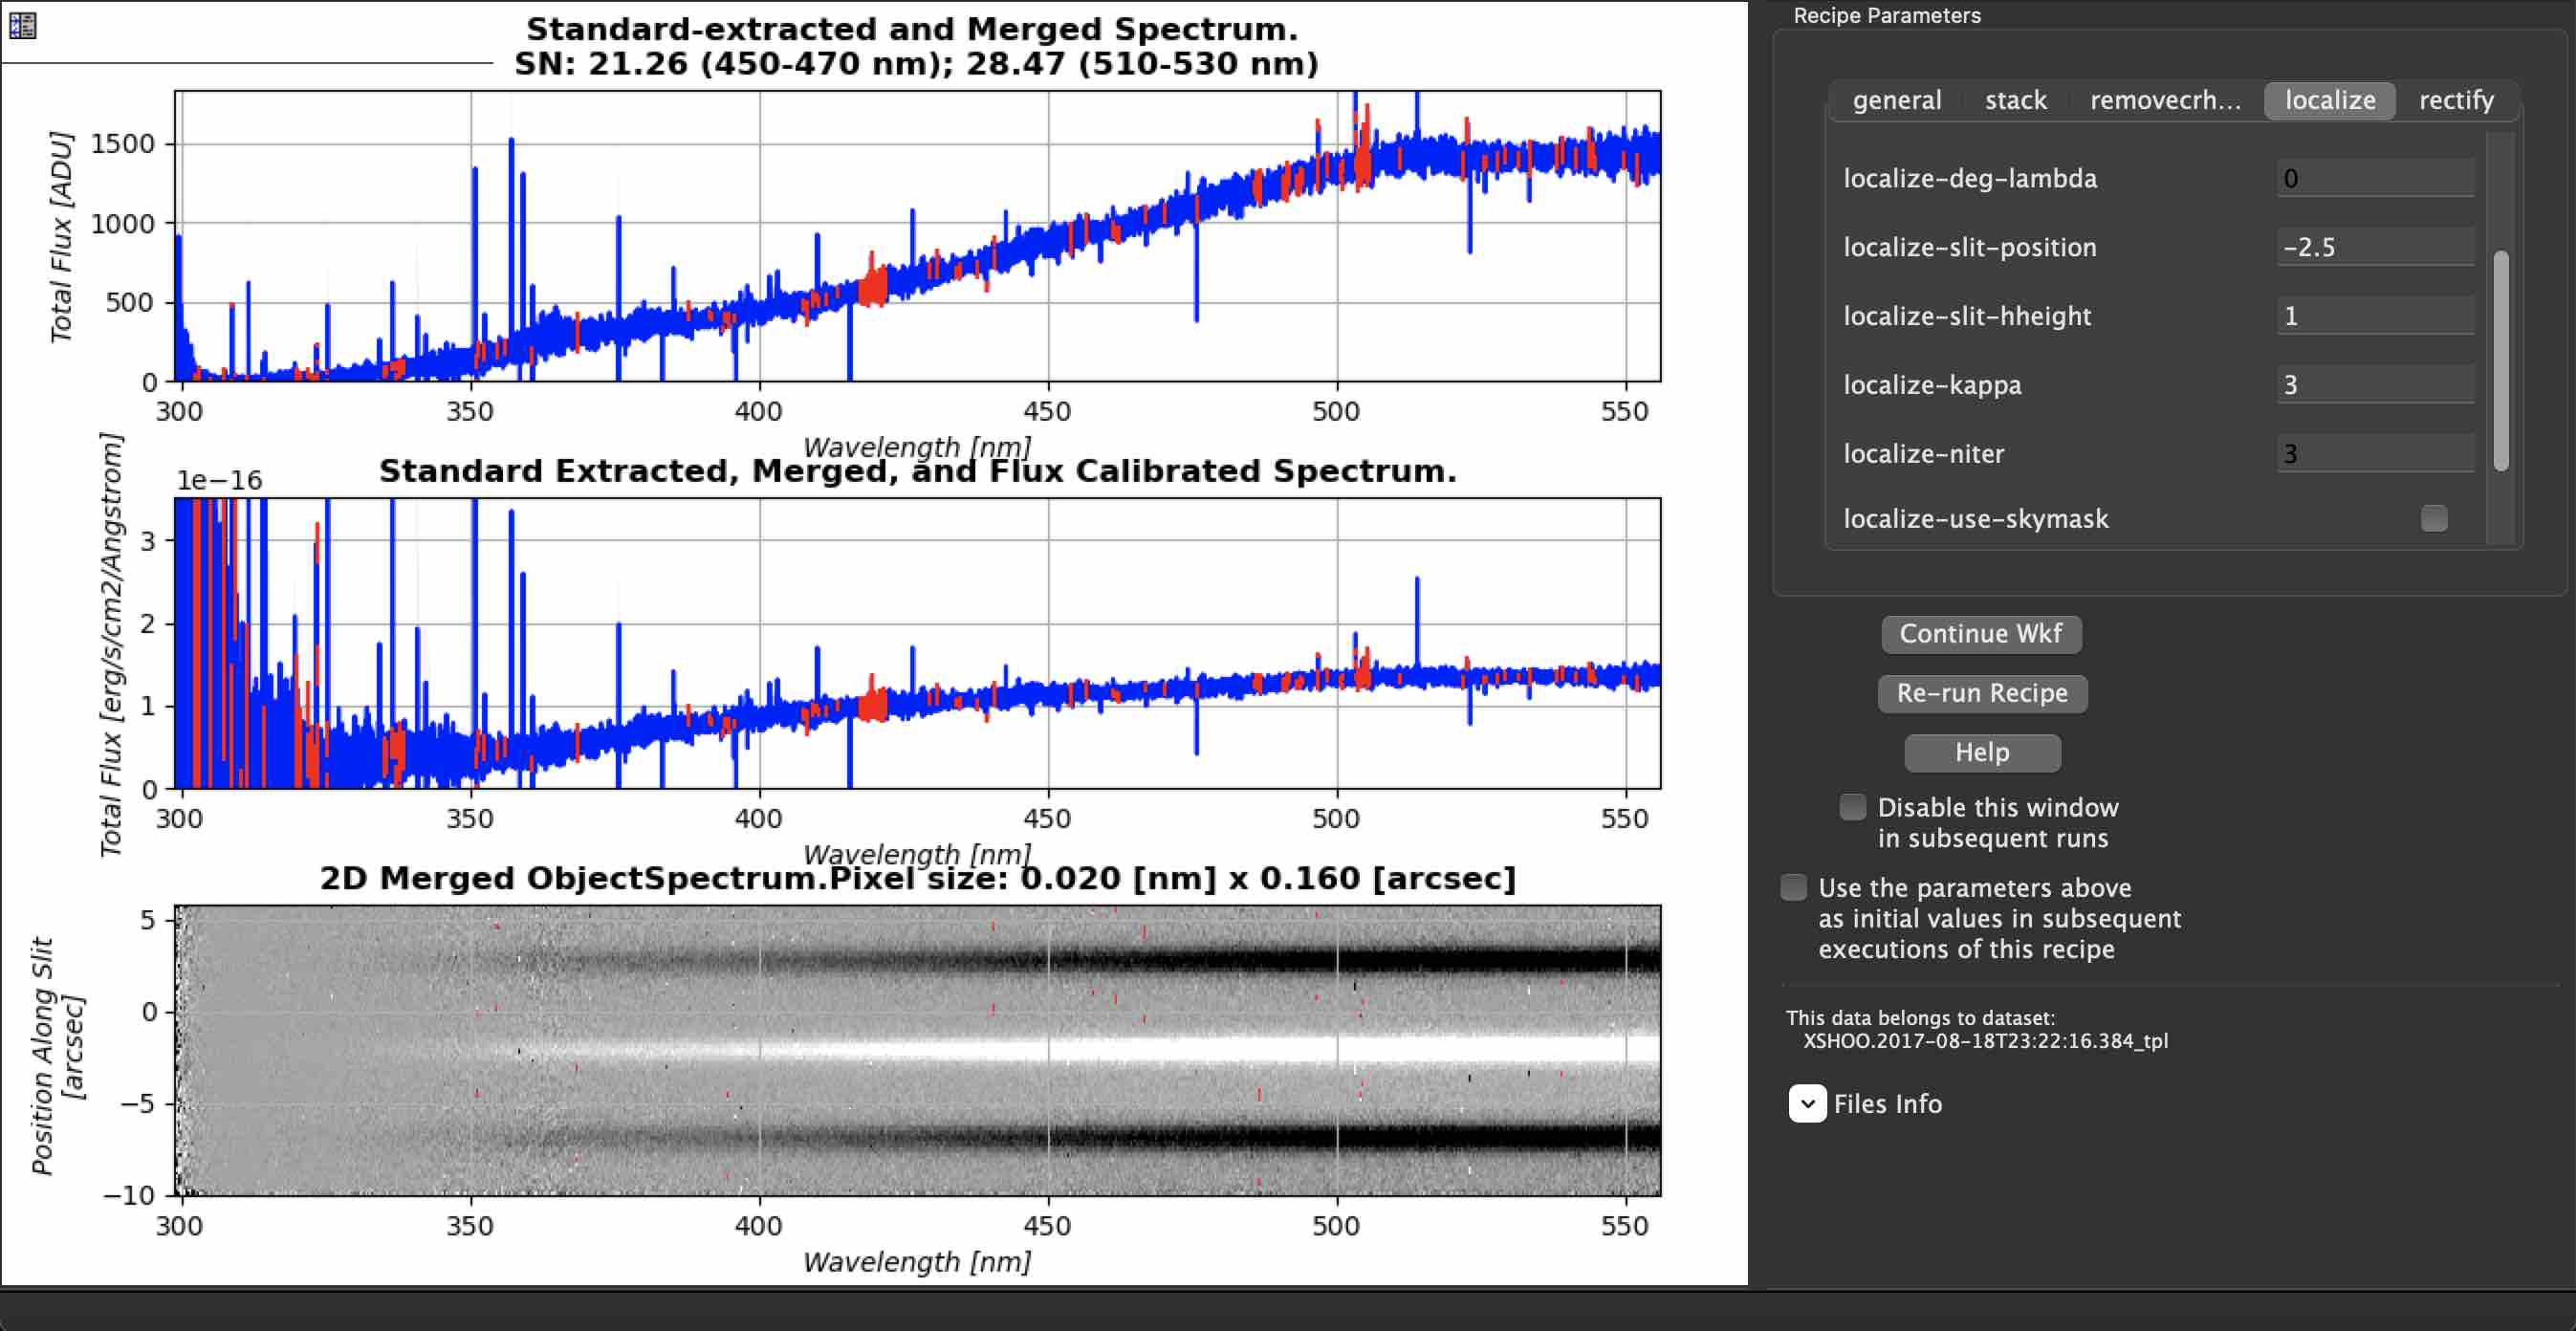 Standard-extracted and Merged Spectrum.
SN: 21.26 (450-470 nm); 28.47 (510-530 nm)
Total Flux [ADU]
1500
1000
500
0
300 350 400 450 500 550
Wavelength [nm]
Standard Extracted, Merged, and Flux Calibrated Spectrum.
1e−16
Total Flux [erg/s/cm2/Angstrom]
3
2
1
0
300 350 400 450 500 550
Wavelength [nm]
2D Merged ObjectSpectrum.Pixel size: 0.020 [nm] x 0.160 [arcsec]
Position Along Slit
[arcsec]
5
0
−5
−10
300 350 400 450 500 550
Wavelength [nm]
Recipe Parameters
general stack removecrh... localize rectify
localize-deg-lambda 0
localize-slit-position -2.5
localize-slit-hheight 1
localize-kappa 3
localize-niter 3
localize-use-skymask
Continue Wkf
Re-run Recipe
Help
Disable this window
in subsequent runs
Use the parameters above
as initial values in subsequent
executions of this recipe
This data belongs to dataset:
XSHOO.2017-08-18T23:22:16.384_tpl
Files Info